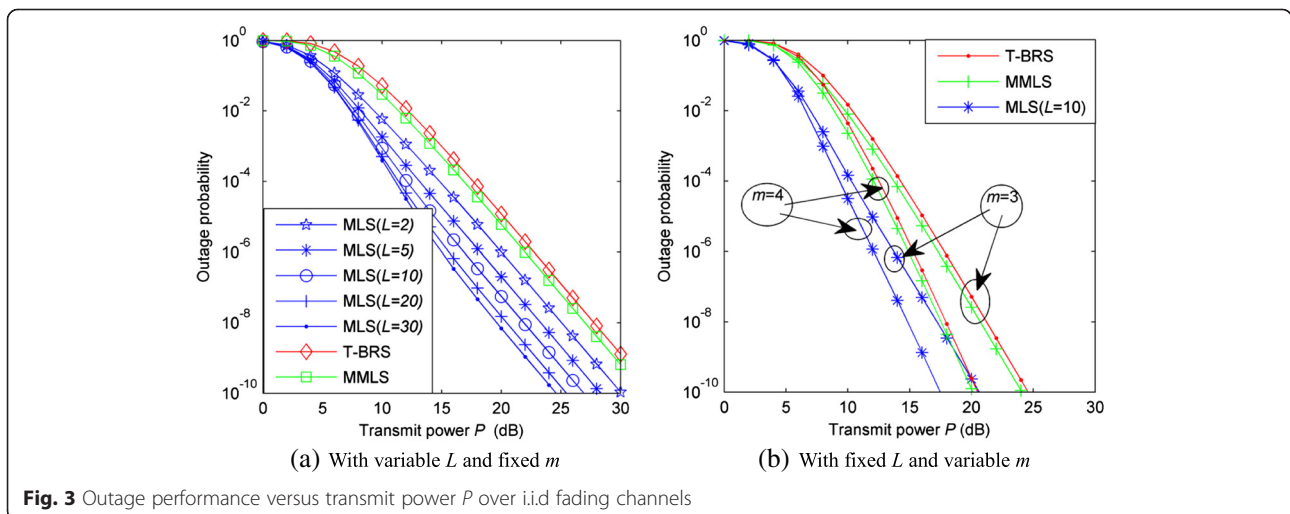 10^0
10^-2
10^-4
10^-6
10^-8
10^-10
Outage probability
MLS(L=2)
MLS(L=5)
MLS(L=10)
MLS(L=20)
MLS(L=30)
T-BRS
MMLS
0 5 10 15 20 25 30
Transmit power P (dB)
(a) With variable L and fixed m
10^0
10^-2
10^-4
10^-6
10^-8
10^-10
Outage probability
T-BRS
MMLS
MLS(L=10)
m=4
m=3
0 5 10 15 20 25 30
Transmit power P (dB)
(b) With fixed L and variable m
Fig. 3 Outage performance versus transmit power P over i.i.d fading channels